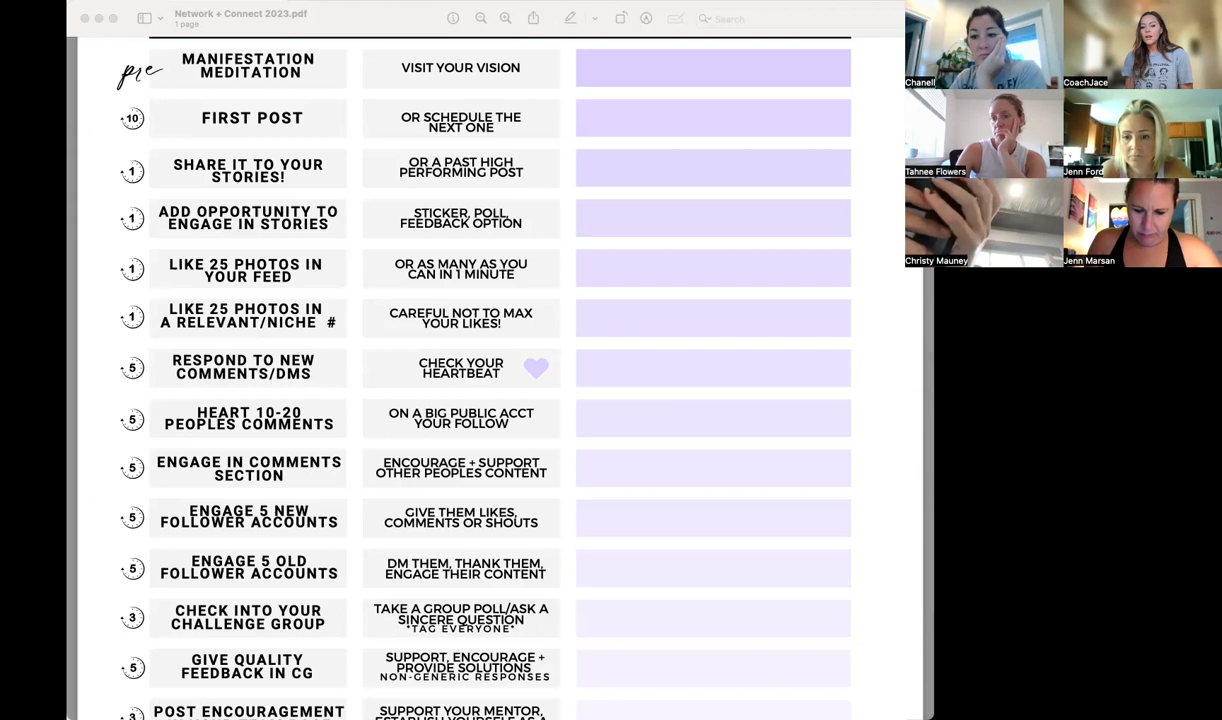 Network + Connect 2023.pdf
1 page
Search
pre
MANIFESTATION
MEDITATION
VISIT YOUR VISION
10
FIRST POST
OR SCHEDULE THE
NEXT ONE
1
SHARE IT TO YOUR
STORIES!
OR A PAST HIGH
PERFORMING POST
1
ADD OPPORTUNITY TO
ENGAGE IN STORIES
STICKER, POLL,
FEEDBACK OPTION
1
LIKE 25 PHOTOS IN
YOUR FEED
OR AS MANY AS YOU
CAN IN 1 MINUTE
1
LIKE 25 PHOTOS IN
A RELEVANT/NICHE #
CAREFUL NOT TO MAX
YOUR LIKES!
5
RESPOND TO NEW
COMMENTS/DMS
CHECK YOUR
HEARTBEAT
5
HEART 10-20
PEOPLES COMMENTS
ON A BIG PUBLIC ACCT
YOUR FOLLOW
5
ENGAGE IN COMMENTS
SECTION
ENCOURAGE + SUPPORT
OTHER PEOPLES CONTENT
5
ENGAGE 5 NEW
FOLLOWER ACCOUNTS
GIVE THEM LIKES,
COMMENTS OR SHOUTS
5
ENGAGE 5 OLD
FOLLOWER ACCOUNTS
DM THEM, THANK THEM,
ENGAGE THEIR CONTENT
3
CHECK INTO YOUR
CHALLENGE GROUP
TAKE A GROUP POLL/ASK A
SINCERE QUESTION
*TAG EVERYONE*
5
GIVE QUALITY
FEEDBACK IN CG
SUPPORT, ENCOURAGE +
PROVIDE SOLUTIONS
NON-GENERIC RESPONSES
3
POST ENCOURAGEMENT
SUPPORT YOUR MENTOR,
ESTABLISH YOURSELF AS A
Chanell
CoachJace
Tahnee Flowers
Jenn Ford
Christy Mauney
Jenn Marsan